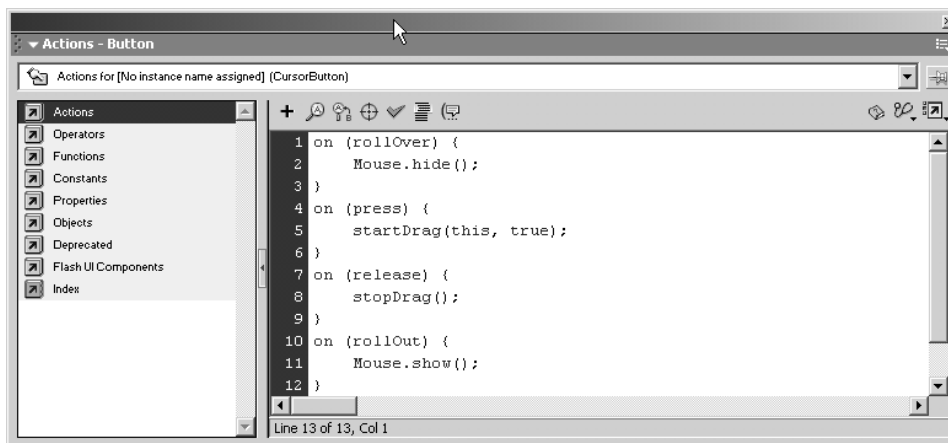 Actions - Button
Actions for [No instance name assigned] (CursorButton)
Actions
Operators
Functions
Constants
Properties
Objects
Deprecated
Flash UI Components
Index
1 on (rollOver) {
2     Mouse.hide();
3 }
4 on (press) {
5     startDrag(this, true);
6 }
7 on (release) {
8     stopDrag();
9 }
10 on (rollOut) {
11     Mouse.show();
12 }
Line 13 of 13, Col 1